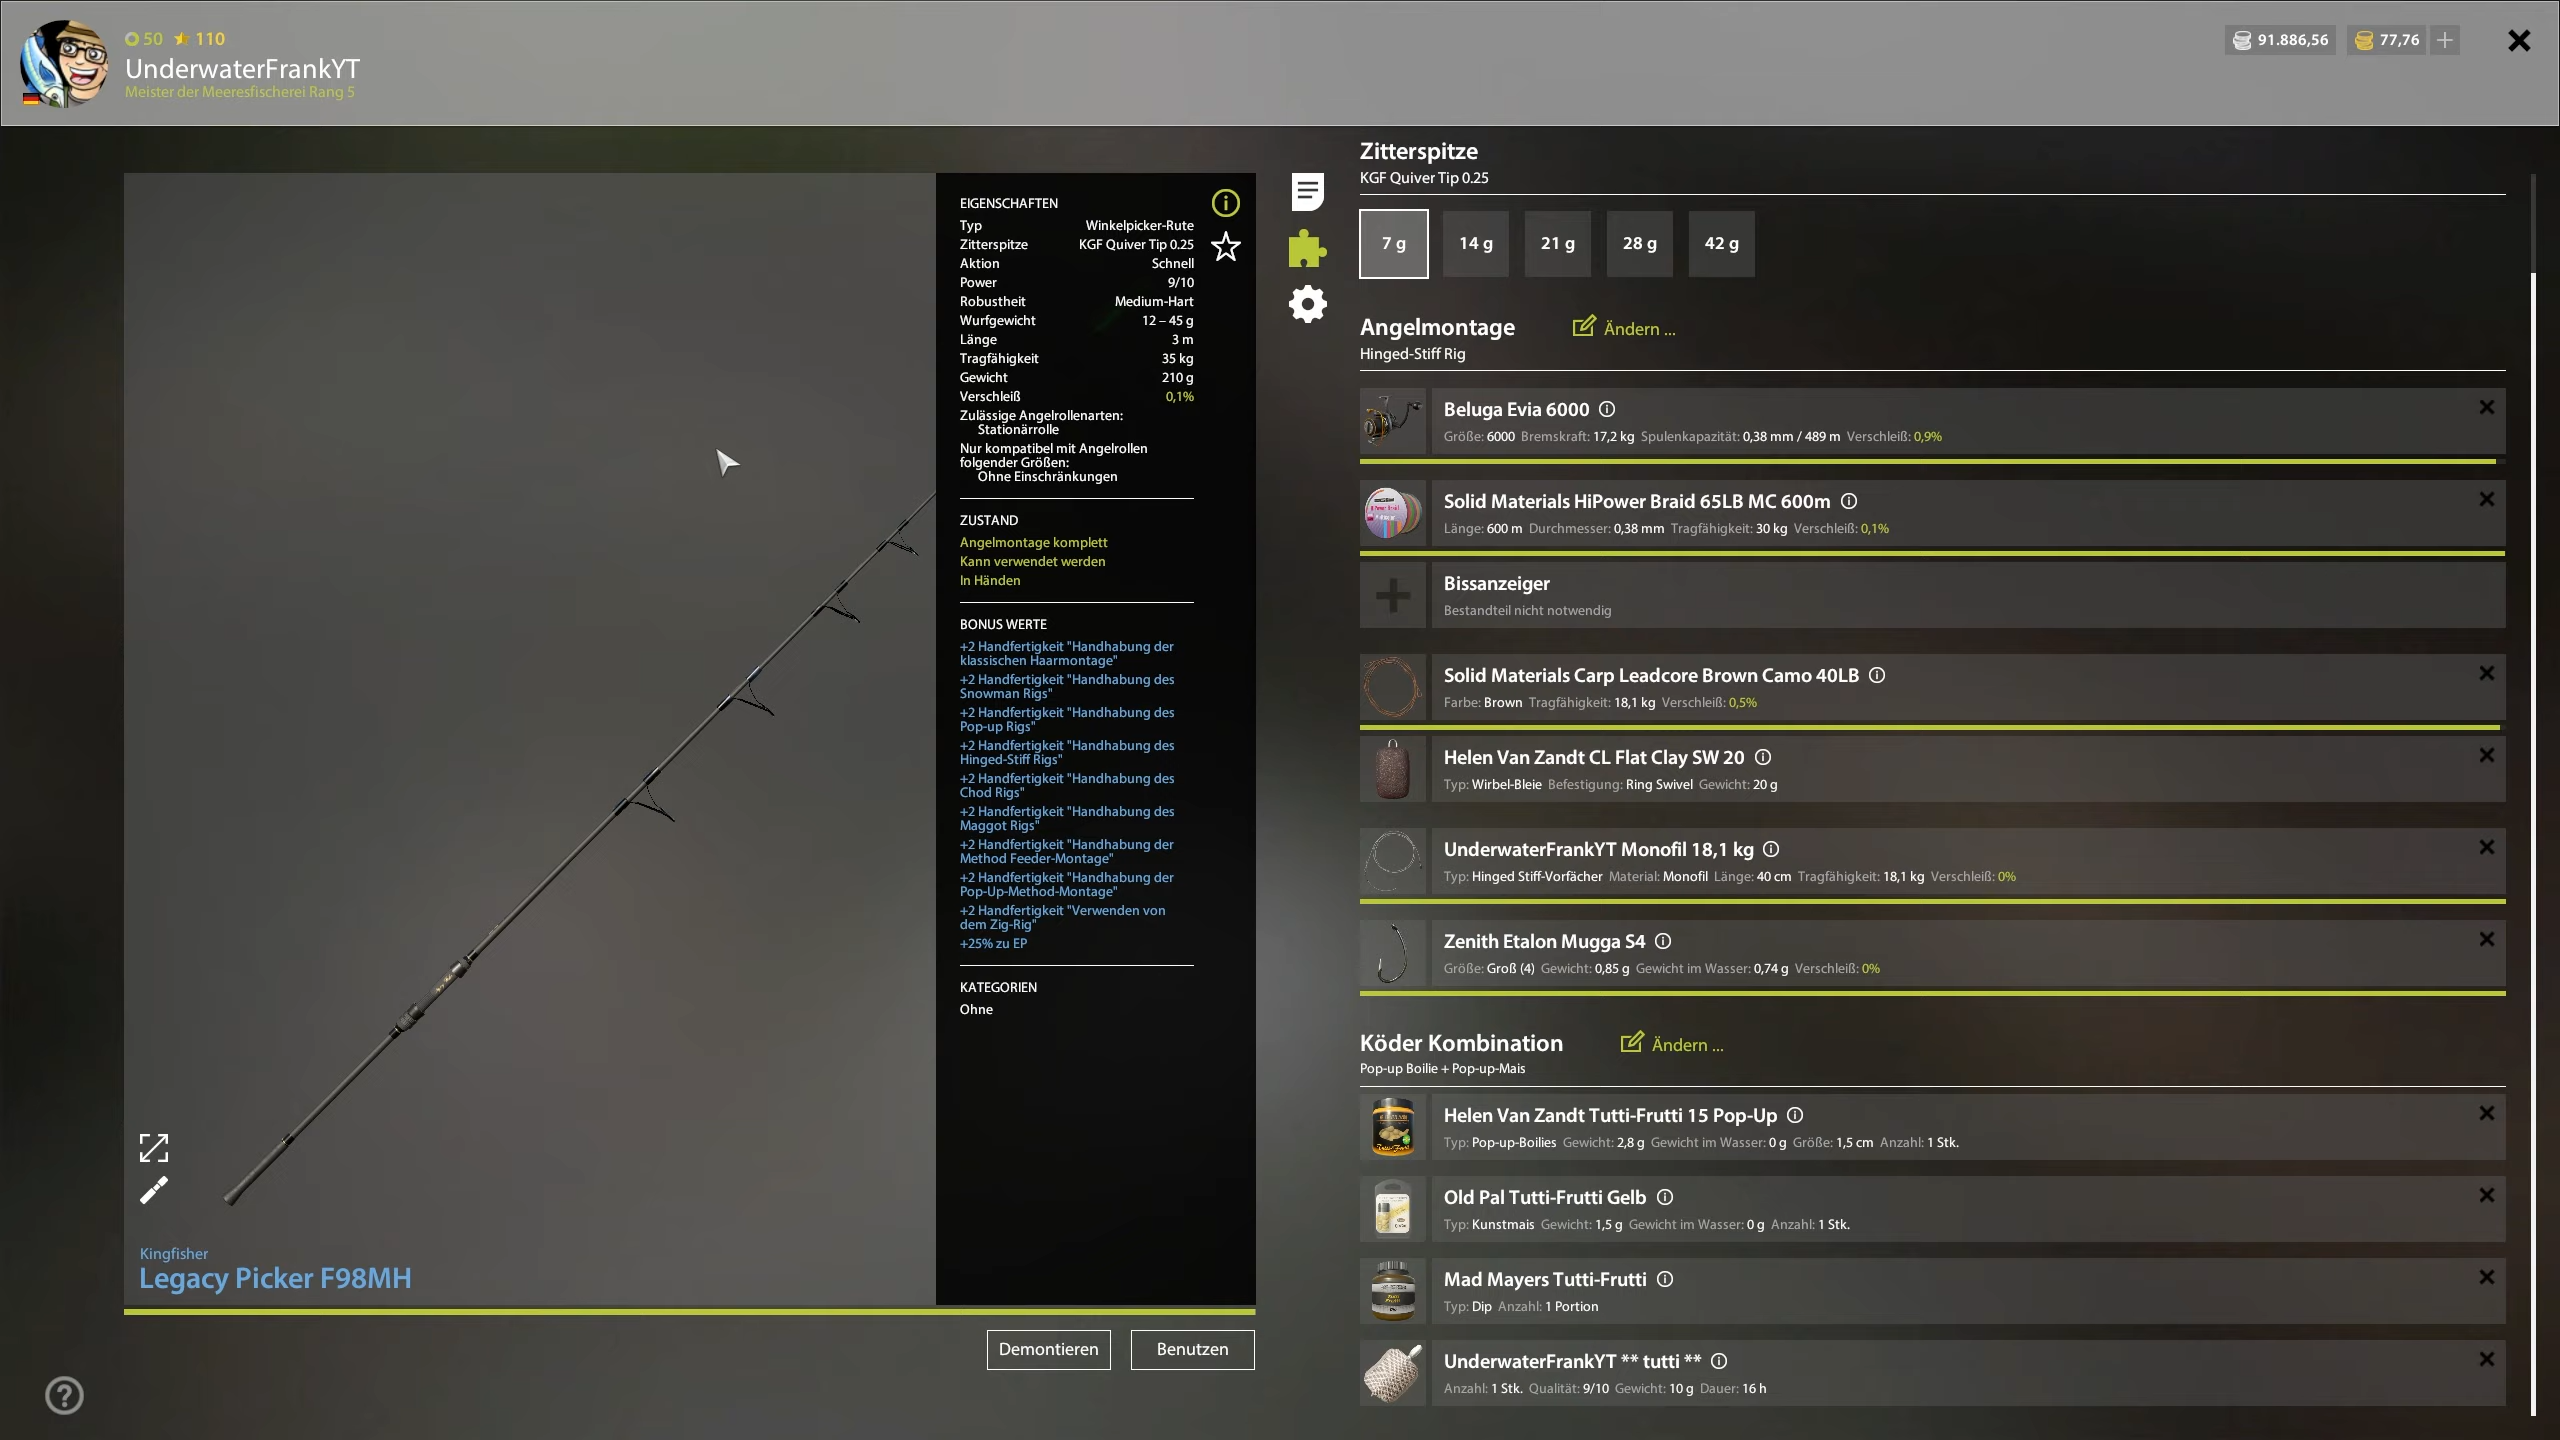 50 110
UnderwaterFrankYT
Meister der Meeresfischerei Rang 5
91.886,56 77,76
EIGENSCHAFTEN
Typ Winkelpicker-Rute
Zitterspitze KGF Quiver Tip 0.25
Aktion Schnell
Power 9/10
Robustheit Medium-Hart
Wurfgewicht 12 – 45 g
Länge 3 m
Tragfähigkeit 35 kg
Gewicht 210 g
Verschleiß 0,1%
Zulässige Angelrollenarten:
Stationärrolle
Nur kompatibel mit Angelrollen
folgender Größen:
Ohne Einschränkungen
ZUSTAND
Angelmontage komplett
Kann verwendet werden
In Händen
BONUS WERTE
+2 Handfertigkeit "Handhabung der
klassischen Haarmontage"
+2 Handfertigkeit "Handhabung des
Snowman Rigs"
+2 Handfertigkeit "Handhabung des
Pop-up Rigs"
+2 Handfertigkeit "Handhabung des
Hinged-Stiff Rigs"
+2 Handfertigkeit "Handhabung des
Chod Rigs"
+2 Handfertigkeit "Handhabung des
Maggot Rigs"
+2 Handfertigkeit "Handhabung der
Method Feeder-Montage"
+2 Handfertigkeit "Handhabung der
Pop-Up-Method-Montage"
+2 Handfertigkeit "Verwenden von
dem Zig-Rig"
+25% zu EP
KATEGORIEN
Ohne
Kingfisher
Legacy Picker F98MH
Demontieren Benutzen
Zitterspitze
KGF Quiver Tip 0.25
7 g 14 g 21 g 28 g 42 g
Angelmontage Ändern ...
Hinged-Stiff Rig
Beluga Evia 6000
Größe: 6000 Bremskraft: 17,2 kg Spulenkapazität: 0,38 mm / 489 m Verschleiß: 0,9%
Solid Materials HiPower Braid 65LB MC 600m
Länge: 600 m Durchmesser: 0,38 mm Tragfähigkeit: 30 kg Verschleiß: 0,1%
Bissanzeiger
Bestandteil nicht notwendig
Solid Materials Carp Leadcore Brown Camo 40LB
Farbe: Brown Tragfähigkeit: 18,1 kg Verschleiß: 0,5%
Helen Van Zandt CL Flat Clay SW 20
Typ: Wirbel-Bleie Befestigung: Ring Swivel Gewicht: 20 g
UnderwaterFrankYT Monofil 18,1 kg
Typ: Hinged Stiff-Vorfächer Material: Monofil Länge: 40 cm Tragfähigkeit: 18,1 kg Verschleiß: 0%
Zenith Etalon Mugga S4
Größe: Groß (4) Gewicht: 0,85 g Gewicht im Wasser: 0,74 g Verschleiß: 0%
Köder Kombination Ändern ...
Pop-up Boilie + Pop-up-Mais
Helen Van Zandt Tutti-Frutti 15 Pop-Up
Typ: Pop-up-Boilies Gewicht: 2,8 g Gewicht im Wasser: 0 g Größe: 1,5 cm Anzahl: 1 Stk.
Old Pal Tutti-Frutti Gelb
Typ: Kunstmais Gewicht: 1,5 g Gewicht im Wasser: 0 g Anzahl: 1 Stk.
Mad Mayers Tutti-Frutti
Typ: Dip Anzahl: 1 Portion
UnderwaterFrankYT ** tutti **
Anzahl: 1 Stk. Qualität: 9/10 Gewicht: 10 g Dauer: 16 h